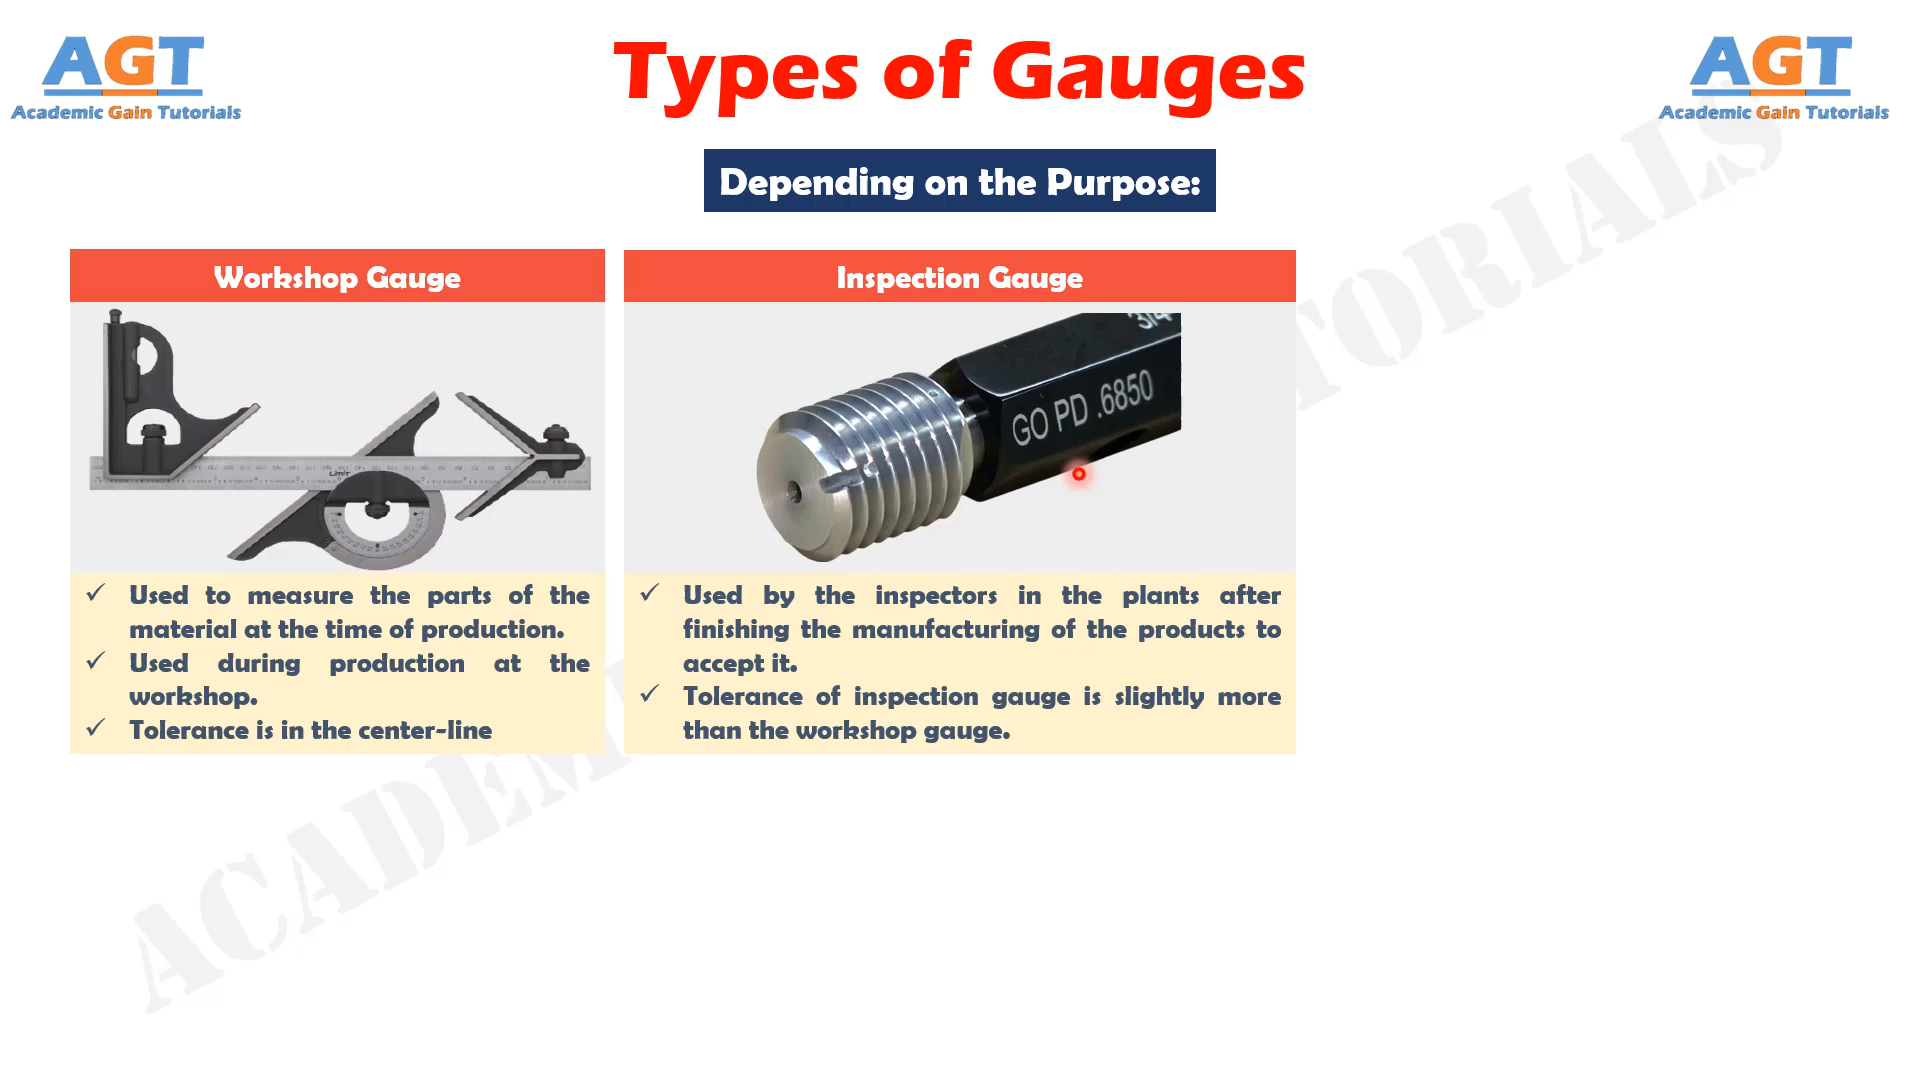 AGT
Academic Gain Tutorials
Types of Gauges
AGT
Academic Gain Tutorials
Depending on the Purpose:
Workshop Gauge
Inspection Gauge
GO PD .6850
✓ Used to measure the parts of the
material at the time of production.
✓ Used during production at the
workshop.
✓ Tolerance is in the center-line
✓ Used by the inspectors in the plants after
finishing the manufacturing of the products to
accept it.
✓ Tolerance of inspection gauge is slightly more
than the workshop gauge.